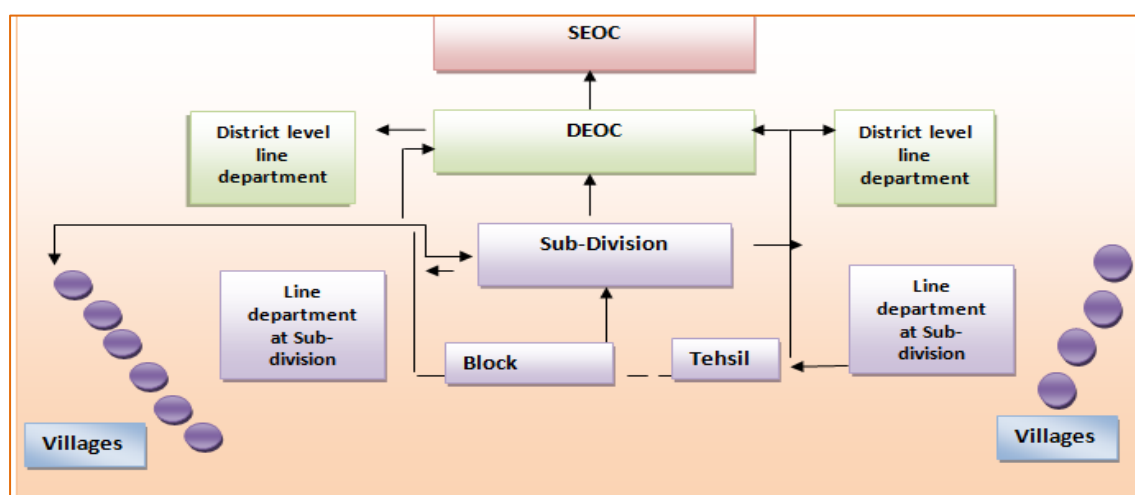 SEOC
District level
line
department
DEOC
District level
line
department
Sub-Division
Line
department
at Sub-
division
Block
Tehsil
Line
department
at Sub-
division
Villages
Villages